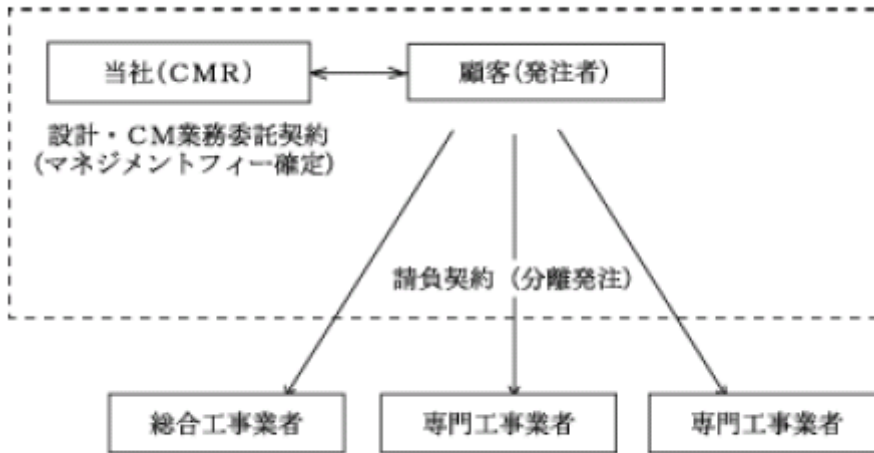 当社(CMR)
顧客(発注者)
設計・CM業務委託契約
(マネジメントフィー確定)
請負契約(分離発注)
総合工事業者
専門工事業者
専門工事業者